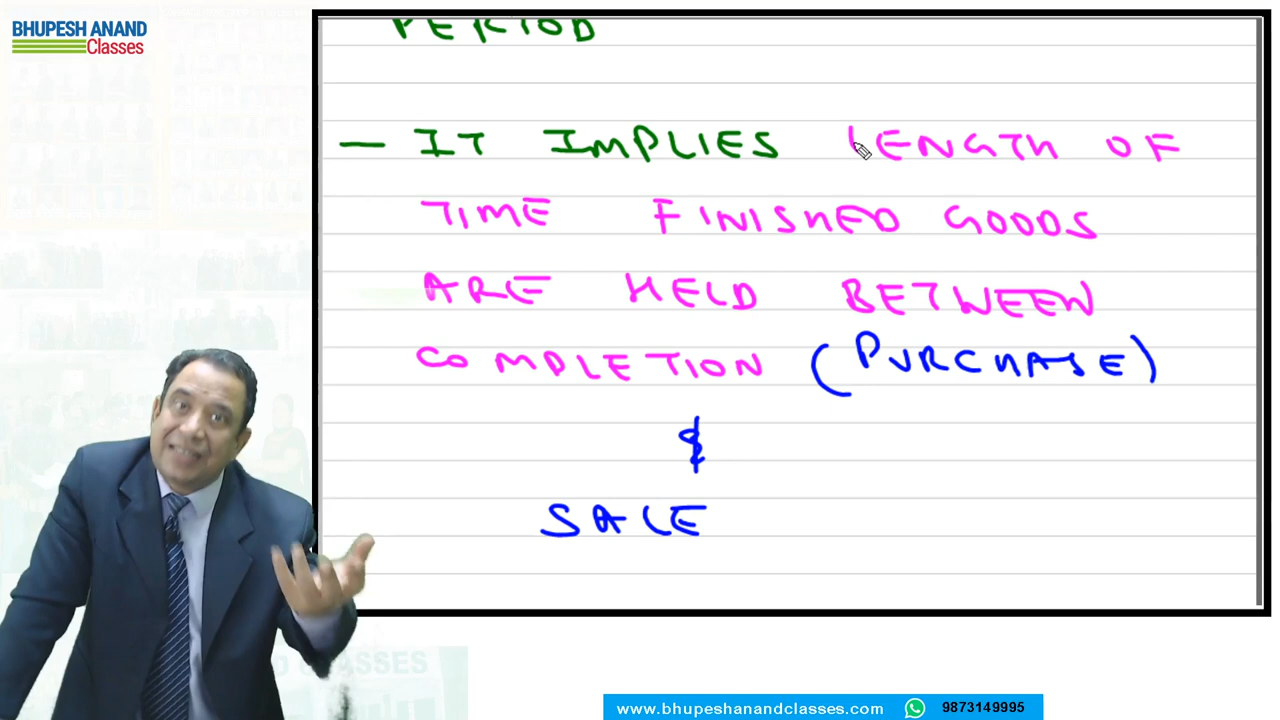 BHUPESH ANAND
Classes
PERIOD
— IT IMPLIES LENGTH OF
TIME FINISHED GOODS
ARE HELD BETWEEN
COMPLETION (PURCHASE)
&
SALE
www.bhupeshanandclasses.com 9873149995